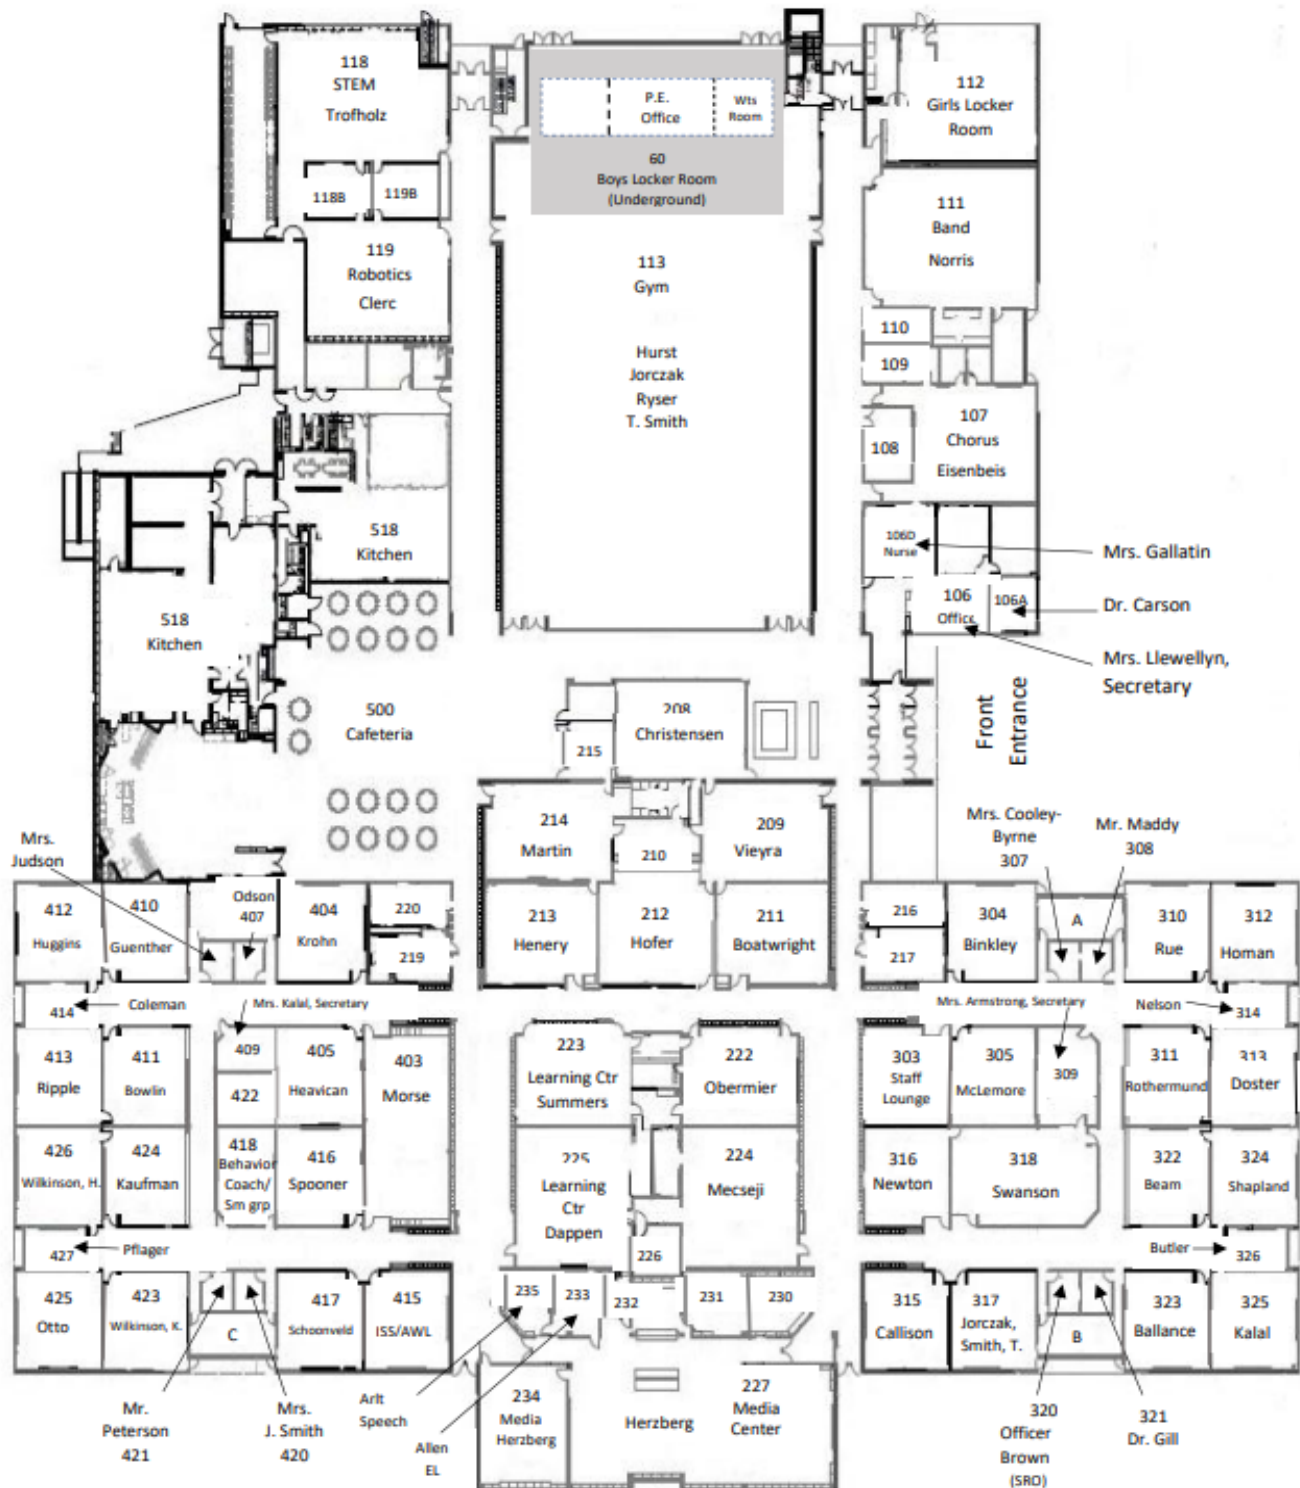 118
STEM
Trofholz
118B
119B
119
Robotics
Clerc
P.E.
Office
Wts
Room
60
Boys Locker Room
(Underground)
113
Gym
Hurst
Jorczak
Ryser
T. Smith
112
Girls Locker
Room
111
Band
Norris
110
109
107
Chorus
Eisenbeis
108
106D
Nurse
Mrs. Gallatin
106
Office
106A
Dr. Carson
Mrs. Llewellyn,
Secretary
Front
Entrance
518
Kitchen
518
Kitchen
500
Cafeteria
208
Christensen
215
214
Martin
210
209
Vieyra
213
Henery
212
Hofer
211
Boatwright
Mrs.
Judson
Odson
407
412
Huggins
410
Guenther
404
Krohn
220
219
Coleman
414
Mrs. Kalal, Secretary
413
Ripple
411
Bowlin
409
422
405
Heavican
403
Morse
426
Wilkinson, H.
424
Kaufman
418
Behavior
Coach/
Sm grp
416
Spooner
Pflager
427
425
Otto
423
Wilkinson, K.
C
417
Schoonveld
415
ISS/AWL
Mr.
Peterson
421
Mrs.
J. Smith
420
223
Learning Ctr
Summers
222
Obermier
225
Learning
Ctr
Dappen
224
Mecseji
226
235
233
232
231
230
Arlt
Speech
Allen
EL
234
Media
Herzberg
Herzberg
227
Media
Center
Mrs. Cooley-
Byrne
307
Mr. Maddy
308
216
217
304
Binkley
A
310
Rue
312
Homan
Mrs. Armstrong, Secretary
Nelson
314
303
Staff
Lounge
305
McLemore
309
311
Rothermund
313
Doster
316
Newton
318
Swanson
322
Beam
324
Shapland
Butler
326
315
Callison
317
Jorczak,
Smith, T.
B
323
Ballance
325
Kalal
320
Officer
Brown
(SRO)
321
Dr. Gill